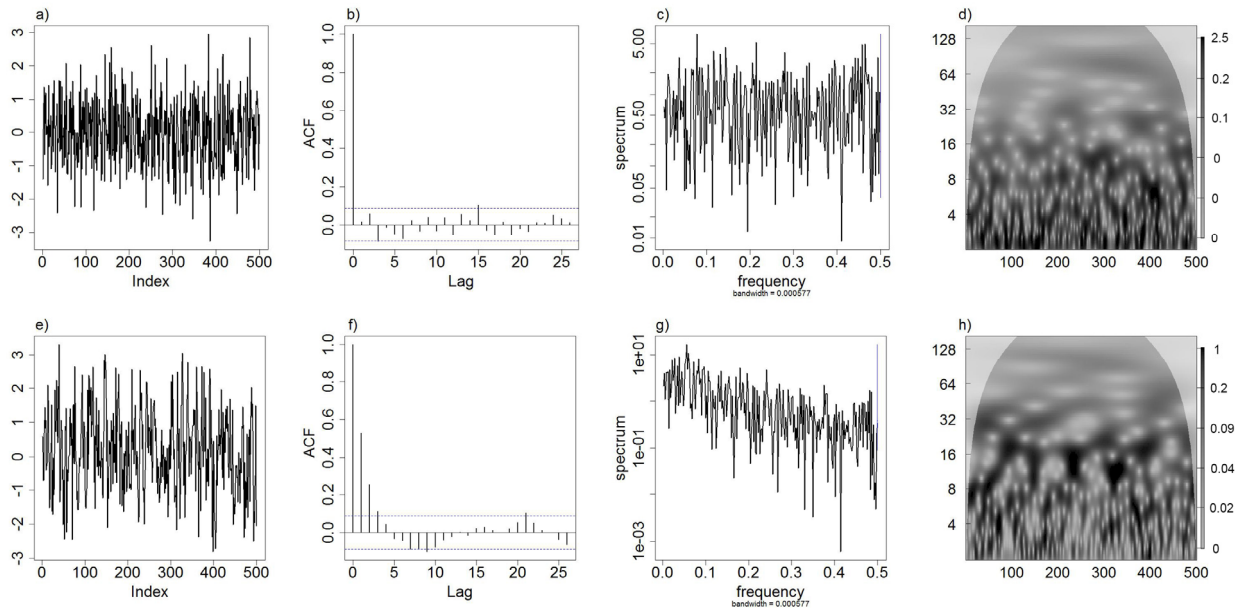 a)
3
2
1
0
-1
-2
-3
0 100 200 300 400 500
Index
b)
ACF
1.0
0.8
0.6
0.4
0.2
0.0
0 5 10 15 20 25
Lag
c)
spectrum
5.00
0.50
0.05
0.01
0.0 0.1 0.2 0.3 0.4 0.5
frequency
bandwidth = 0.000577
d)
128
64
32
16
8
4
100 200 300 400 500
2.5
0.2
0.1
0
0
0
e)
3
2
1
0
-1
-2
-3
0 100 200 300 400 500
Index
f)
ACF
1.0
0.8
0.6
0.4
0.2
0.0
0 5 10 15 20 25
Lag
g)
spectrum
1e+01
1e-01
1e-03
0.0 0.1 0.2 0.3 0.4 0.5
frequency
bandwidth = 0.000577
h)
128
64
32
16
8
4
100 200 300 400 500
1
0.2
0.09
0.04
0.02
0